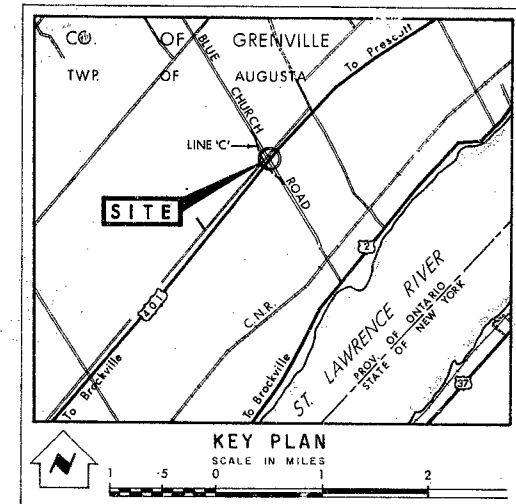 CO. OF GRENVILLE
TWP. OF AUGUSTA
BLUE CHURCH ROAD
To Prescott
LINE 'C'
SITE
401
2
C.N.R.
ST. LAWRENCE RIVER
PROV. OF ONTARIO
STATE OF NEW YORK
37
To Brockville
To Brockville
KEY PLAN
SCALE IN MILES
N
1 .5 0 1 2